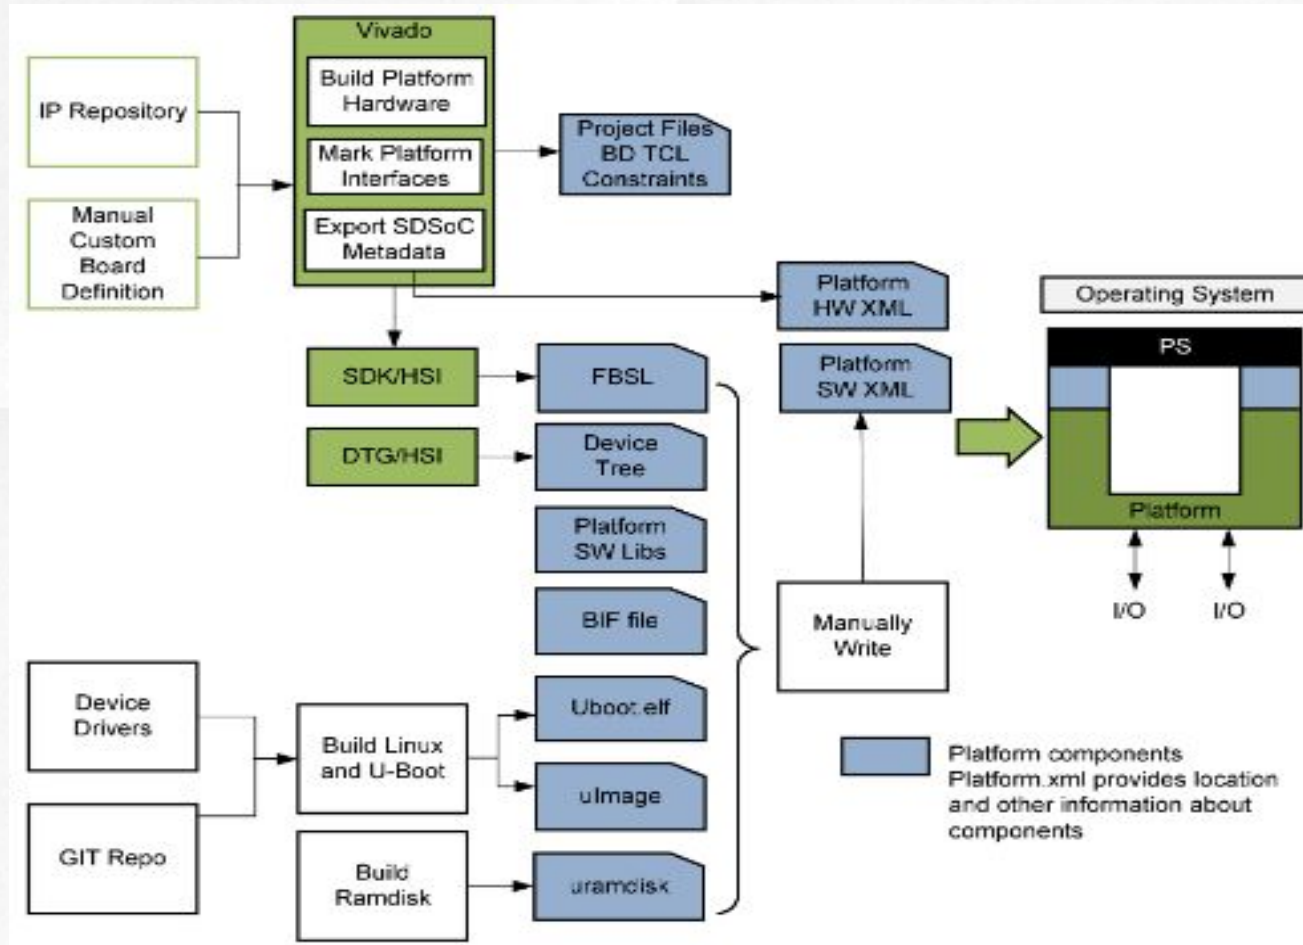 Vivado
IP Repository
Build Platform
Hardware
Mark Platform
Interfaces
Export SDSoC
Metadata
Project Files
BD TCL
Constraints
Manual
Custom
Board
Definition
Platform
HW XML
Operating System
PS
SDK/HSI
FBSL
Platform
SW XML
DTG/HSI
Device
Tree
Platform
Platform
SW Libs
I/O
I/O
BIF file
Manually
Write
Device
Drivers
Build Linux
and U-Boot
Uboot.elf
uImage
Platform components
Platform.xml provides location
and other information about
components
GIT Repo
Build
Ramdisk
uramdisk